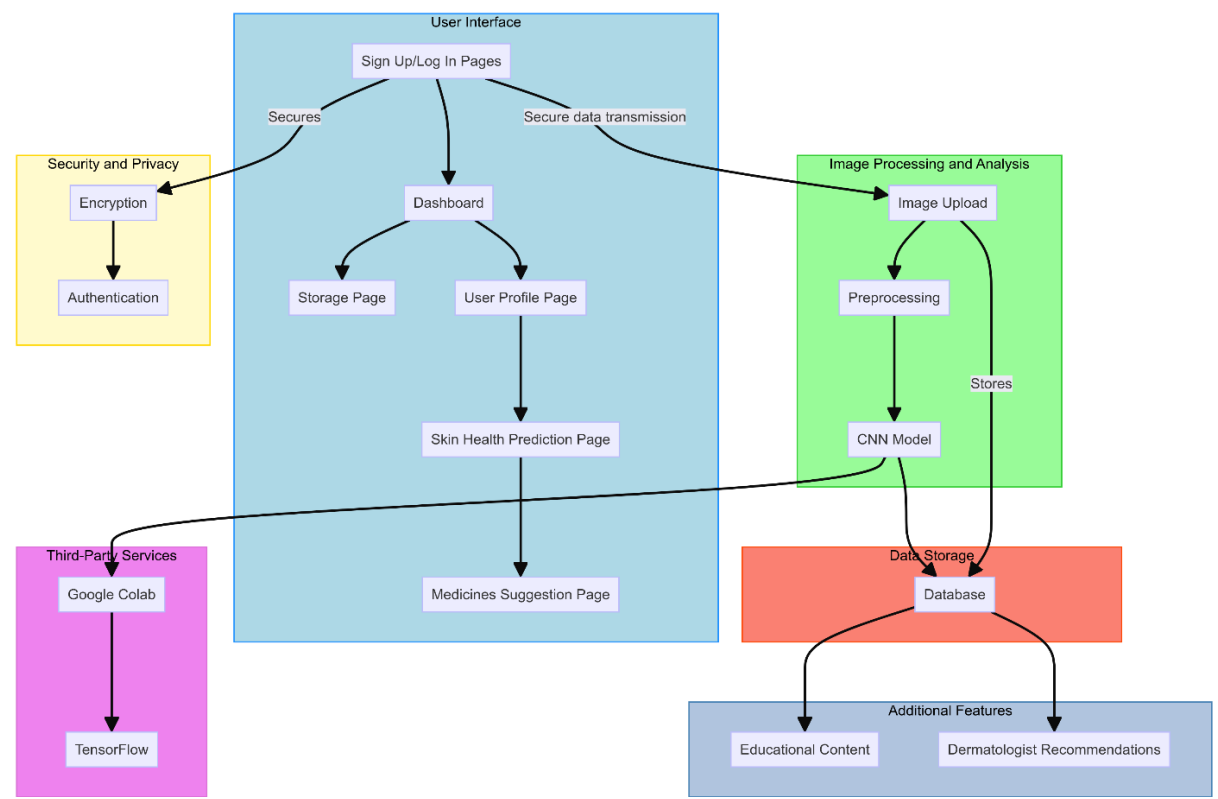 User Interface
Sign Up/Log In Pages
Secures
Secure data transmission
Security and Privacy
Image Processing and Analysis
Encryption
Dashboard
Image Upload
Authentication
Storage Page
User Profile Page
Preprocessing
Stores
Skin Health Prediction Page
CNN Model
Third-Party Services
Data Storage
Google Colab
Medicines Suggestion Page
Database
Additional Features
TensorFlow
Educational Content
Dermatologist Recommendations